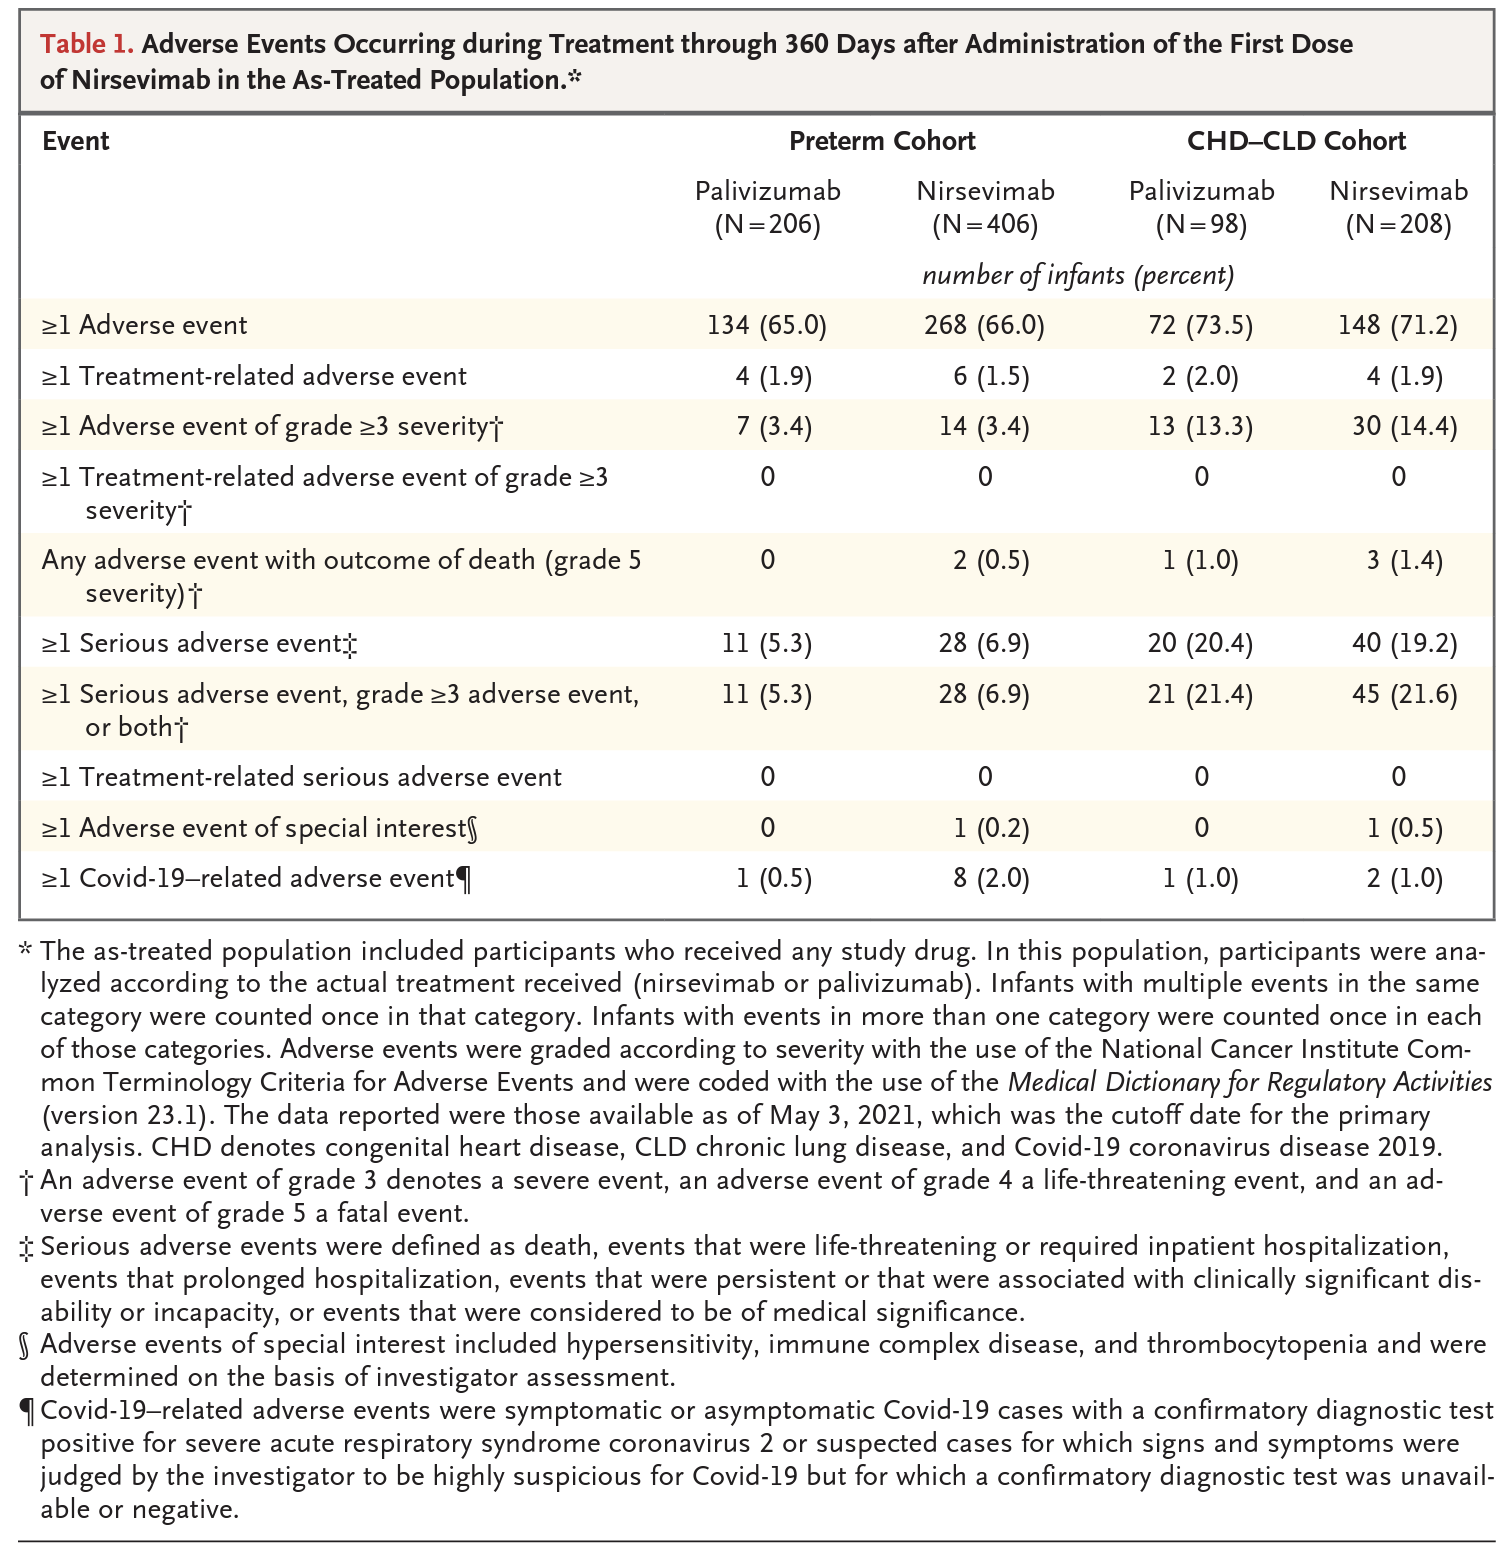 Table 1. Adverse Events Occurring during Treatment through 360 Days after Administration of the First Dose
of Nirsevimab in the As-Treated Population.*
Event Preterm Cohort CHD–CLD Cohort
Palivizumab Nirsevimab Palivizumab Nirsevimab
(N=206) (N=406) (N=98) (N=208)
number of infants (percent)
≥1 Adverse event 134 (65.0) 268 (66.0) 72 (73.5) 148 (71.2)
≥1 Treatment-related adverse event 4 (1.9) 6 (1.5) 2 (2.0) 4 (1.9)
≥1 Adverse event of grade ≥3 severity† 7 (3.4) 14 (3.4) 13 (13.3) 30 (14.4)
≥1 Treatment-related adverse event of grade ≥3 0 0 0 0
severity†
Any adverse event with outcome of death (grade 5 0 2 (0.5) 1 (1.0) 3 (1.4)
severity)†
≥1 Serious adverse event‡ 11 (5.3) 28 (6.9) 20 (20.4) 40 (19.2)
≥1 Serious adverse event, grade ≥3 adverse event, 11 (5.3) 28 (6.9) 21 (21.4) 45 (21.6)
or both†
≥1 Treatment-related serious adverse event 0 0 0 0
≥1 Adverse event of special interest§ 0 1 (0.2) 0 1 (0.5)
≥1 Covid-19–related adverse event¶ 1 (0.5) 8 (2.0) 1 (1.0) 2 (1.0)
* The as-treated population included participants who received any study drug. In this population, participants were ana-
lyzed according to the actual treatment received (nirsevimab or palivizumab). Infants with multiple events in the same
category were counted once in that category. Infants with events in more than one category were counted once in each
of those categories. Adverse events were graded according to severity with the use of the National Cancer Institute Com-
mon Terminology Criteria for Adverse Events and were coded with the use of the Medical Dictionary for Regulatory Activities
(version 23.1). The data reported were those available as of May 3, 2021, which was the cutoff date for the primary
analysis. CHD denotes congenital heart disease, CLD chronic lung disease, and Covid-19 coronavirus disease 2019.
† An adverse event of grade 3 denotes a severe event, an adverse event of grade 4 a life-threatening event, and an ad-
verse event of grade 5 a fatal event.
‡ Serious adverse events were defined as death, events that were life-threatening or required inpatient hospitalization,
events that prolonged hospitalization, events that were persistent or that were associated with clinically significant dis-
ability or incapacity, or events that were considered to be of medical significance.
§ Adverse events of special interest included hypersensitivity, immune complex disease, and thrombocytopenia and were
determined on the basis of investigator assessment.
¶ Covid-19–related adverse events were symptomatic or asymptomatic Covid-19 cases with a confirmatory diagnostic test
positive for severe acute respiratory syndrome coronavirus 2 or suspected cases for which signs and symptoms were
judged by the investigator to be highly suspicious for Covid-19 but for which a confirmatory diagnostic test was unavail-
able or negative.